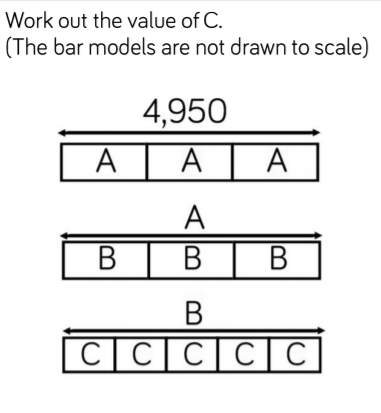 Work out the value of C.
(The bar models are not drawn to scale)
4,950
A A A
A
B B B
B
C C C C C